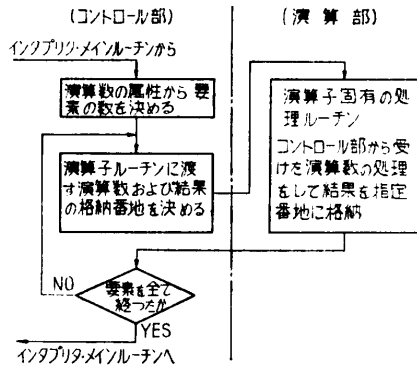 (コントロール部)
(演算部)
インタプリタ・メインルーチンから
演算数の属性から要
素の数を決める
演算子ルーチンに渡
す演算数および結果
の格納番地を決める
演算子固有の処
理ルーチン
コントロール部から受
けを演算数の処理
をして結果を指定
番地に格納
要素を全て
経つたか
NO
YES
インタプリタ・メインルーチンへ